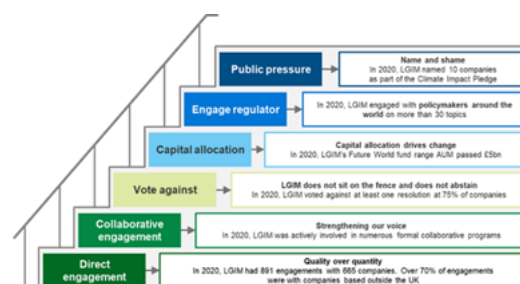 Public pressure
Name and shame
In 2020, LGIM named 10 companies
as part of the Climate Impact Pledge
Engage regulator
In 2020, LGIM engaged with policymakers around the
world on more than 30 topics
Capital allocation
Capital allocation drives change
In 2020, LGIM's Future World fund range AUM passed £5bn
Vote against
LGIM does not sit on the fence and does not abstain
In 2020, LGIM voted against at least one resolution at 75% of companies
Collaborative
engagement
Strengthening our voice
In 2020, LGIM was actively involved in numerous formal collaborative programs
Direct
engagement
Quality over quantity
In 2020, LGIM had 891 engagements with 665 companies. Over 70% of engagements
were with companies based outside the UK